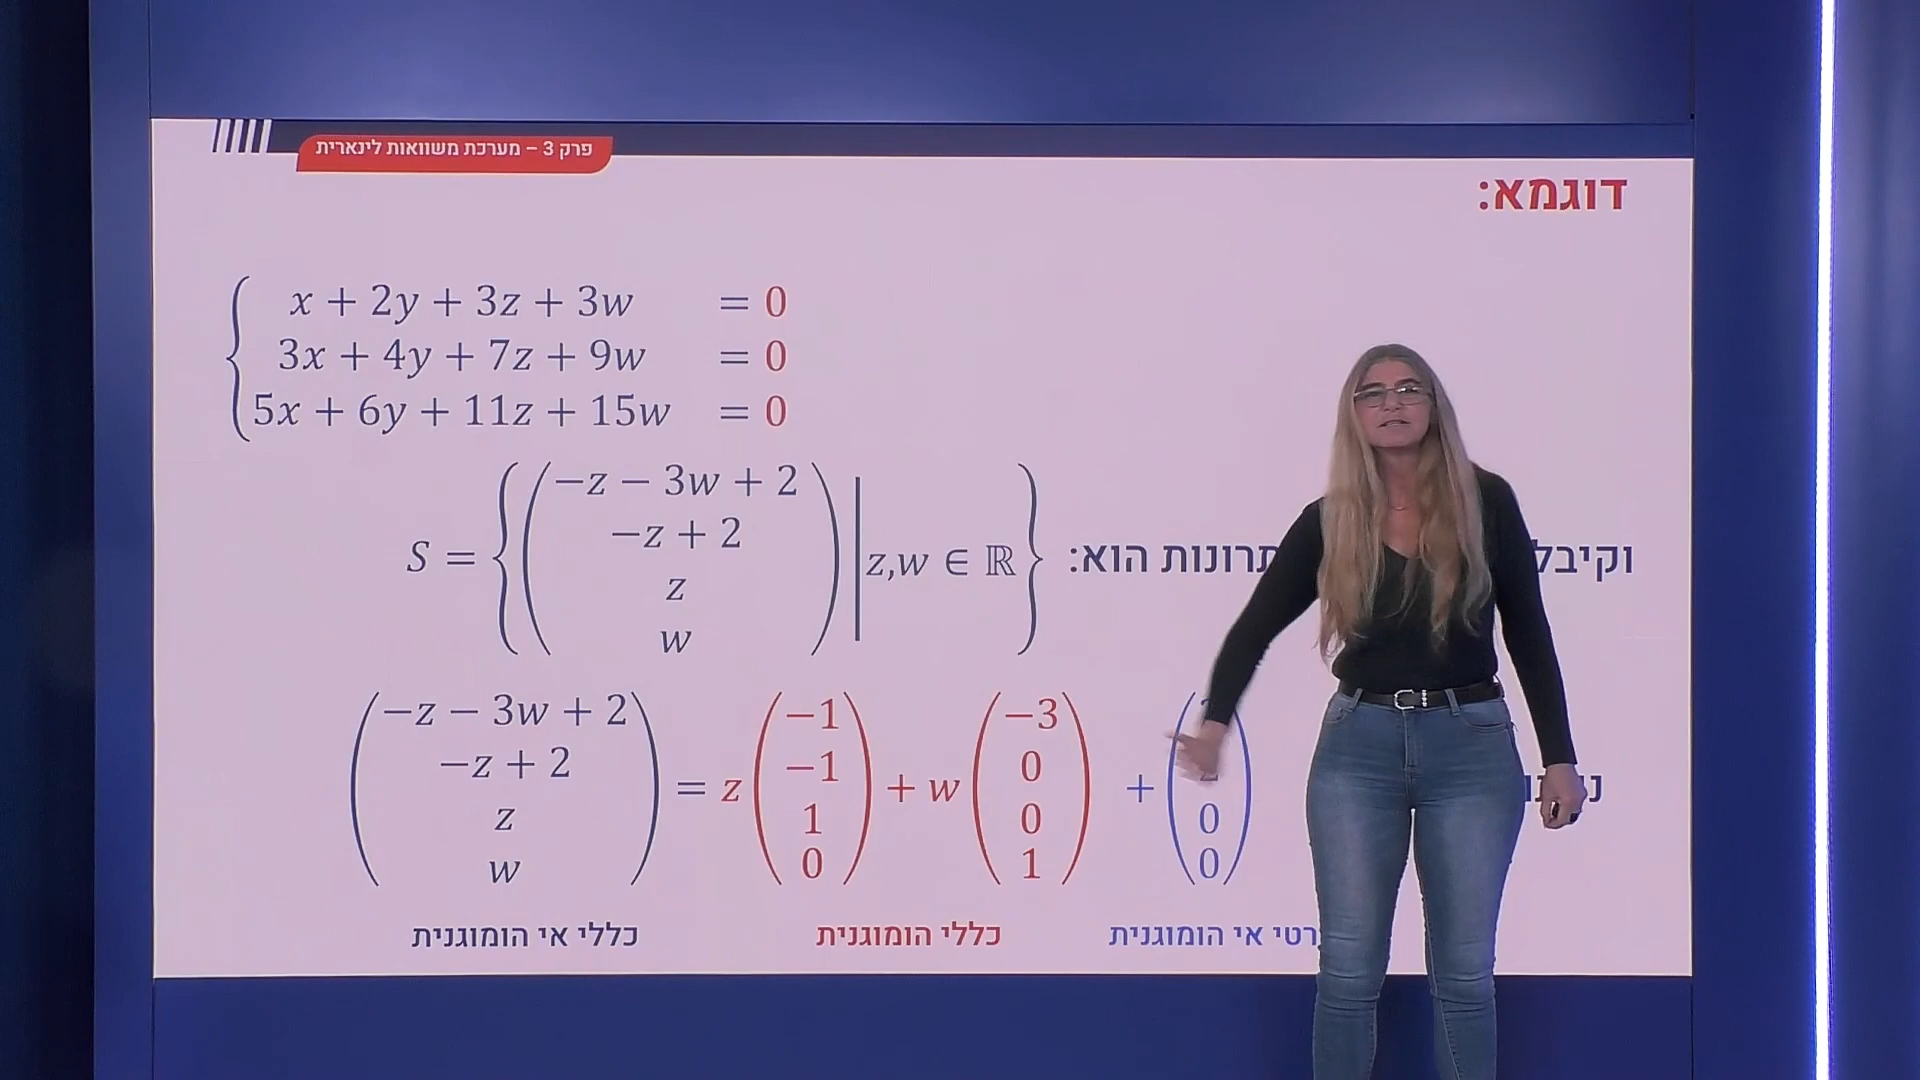 פרק 3 – מערכת משוואות לינארית
דוגמא:
x + 2y + 3z + 3w = 0
3x + 4y + 7z + 9w = 0
5x + 6y + 11z + 15w = 0
הוא: S = {(−z − 3w + 2
−z + 2
z
w) | z,w ∈ ℝ}
(−z − 3w + 2
−z + 2
z
w) = z(−1
−1
1
0) + w(−3
0
0
1) + (
0
0)
כללי אי הומוגנית
כללי הומוגנית
אי הומוגנית